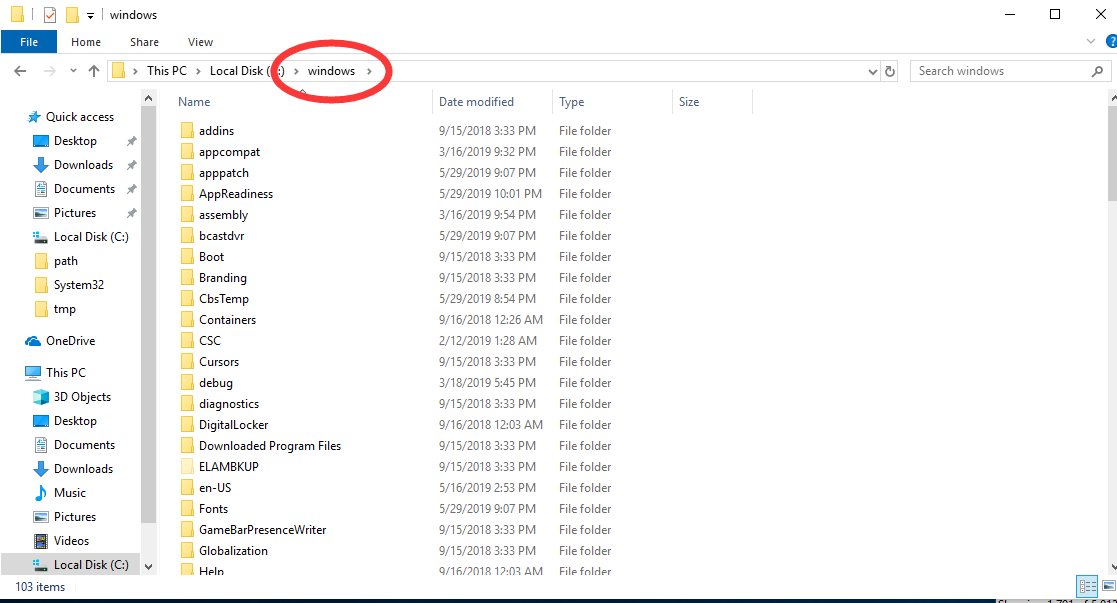 windows
File Home Share View
This PC Local Disk (C:) windows
Search windows
Name Date modified Type Size
Quick access
Desktop
Downloads
Documents
Pictures
Local Disk (C:)
path
System32
tmp
OneDrive
This PC
3D Objects
Desktop
Documents
Downloads
Music
Pictures
Videos
Local Disk (C:)
addins 9/15/2018 3:33 PM File folder
appcompat 3/16/2019 9:32 PM File folder
apppatch 5/29/2019 9:07 PM File folder
AppReadiness 5/29/2019 10:01 PM File folder
assembly 3/16/2019 9:54 PM File folder
bcastdvr 5/29/2019 9:07 PM File folder
Boot 9/15/2018 3:33 PM File folder
Branding 9/15/2018 3:33 PM File folder
CbsTemp 5/29/2019 8:54 PM File folder
Containers 9/16/2018 12:26 AM File folder
CSC 2/12/2019 1:28 AM File folder
Cursors 9/15/2018 3:33 PM File folder
debug 3/18/2019 5:45 PM File folder
diagnostics 9/15/2018 3:33 PM File folder
DigitalLocker 9/16/2018 12:03 AM File folder
Downloaded Program Files 9/15/2018 3:33 PM File folder
ELAMBKUP 9/15/2018 3:33 PM File folder
en-US 5/16/2019 2:53 PM File folder
Fonts 5/29/2019 9:07 PM File folder
GameBarPresenceWriter 9/15/2018 3:33 PM File folder
Globalization 9/15/2018 3:33 PM File folder
Help 9/16/2018 12:03 AM File folder
103 items